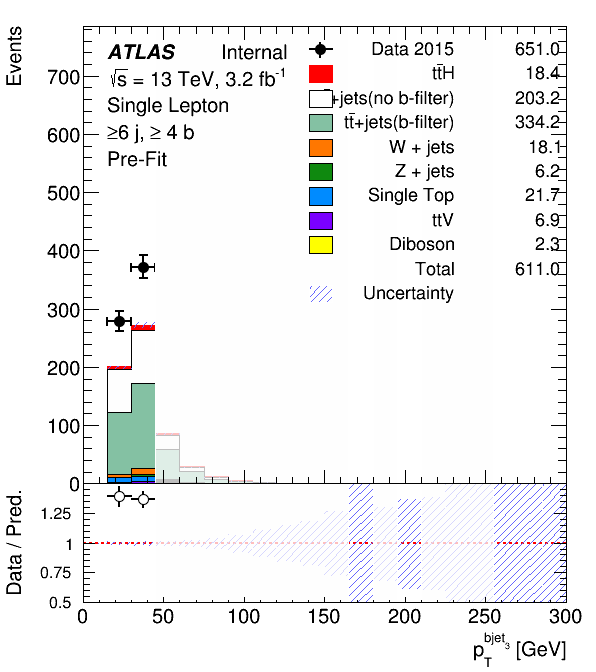 Events
ATLAS Internal
√s = 13 TeV, 3.2 fb⁻¹
Single Lepton
≥6 j, ≥ 4 b
Pre-Fit
Data 2015 651.0
tt̄H 18.4
+jets(no b-filter) 203.2
tt̄+jets(b-filter) 334.2
W + jets 18.1
Z + jets 6.2
Single Top 21.7
ttV 6.9
Diboson 2.3
Total 611.0
Uncertainty
700
600
500
400
300
200
100
0
Data / Pred.
1.25
1
0.75
0.5
0 50 100 150 200 250 300
p_T^bjet₃ [GeV]